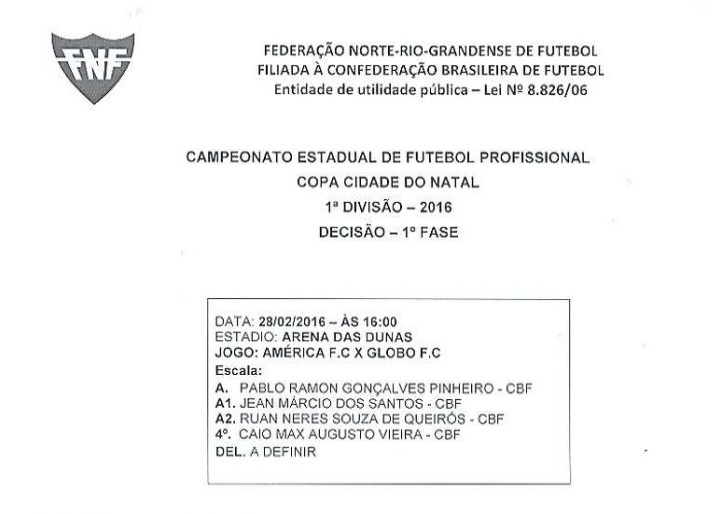 FNF
FEDERAÇÃO NORTE-RIO-GRANDENSE DE FUTEBOL
FILIADA À CONFEDERAÇÃO BRASILEIRA DE FUTEBOL
Entidade de utilidade pública – Lei Nº 8.826/06
CAMPEONATO ESTADUAL DE FUTEBOL PROFISSIONAL
COPA CIDADE DO NATAL
1ª DIVISÃO – 2016
DECISÃO – 1º FASE
DATA: 28/02/2016 – ÀS 16:00
ESTADIO: ARENA DAS DUNAS
JOGO: AMÉRICA F.C X GLOBO F.C
Escala:
A. PABLO RAMON GONÇALVES PINHEIRO - CBF
A1. JEAN MÁRCIO DOS SANTOS - CBF
A2. RUAN NERES SOUZA DE QUEIRÓS - CBF
4º. CAIO MAX AUGUSTO VIEIRA - CBF
DEL. A DEFINIR